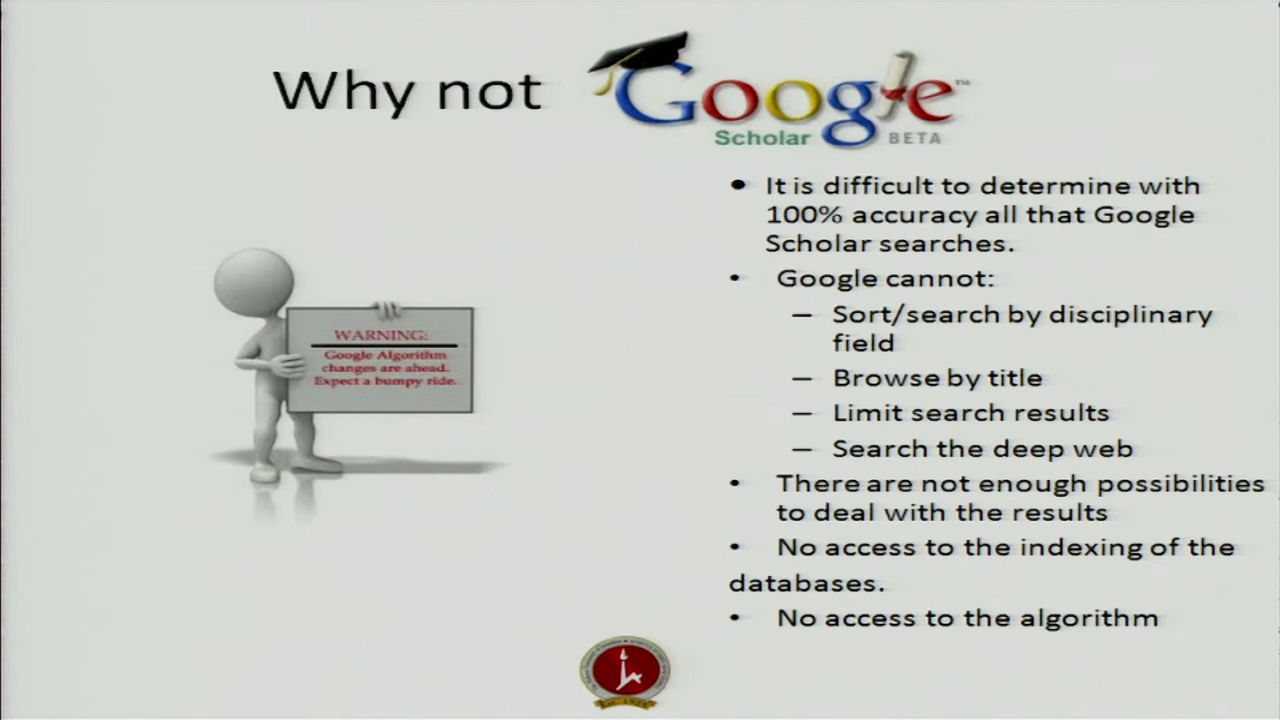 Why not Google™
Scholar BETA
• It is difficult to determine with
100% accuracy all that Google
Scholar searches.
• Google cannot:
– Sort/search by disciplinary
field
– Browse by title
– Limit search results
– Search the deep web
• There are not enough possibilities
to deal with the results
• No access to the indexing of the
databases.
• No access to the algorithm
WARNING:
Google Algorithm
changes are ahead.
Expect a bumpy ride.